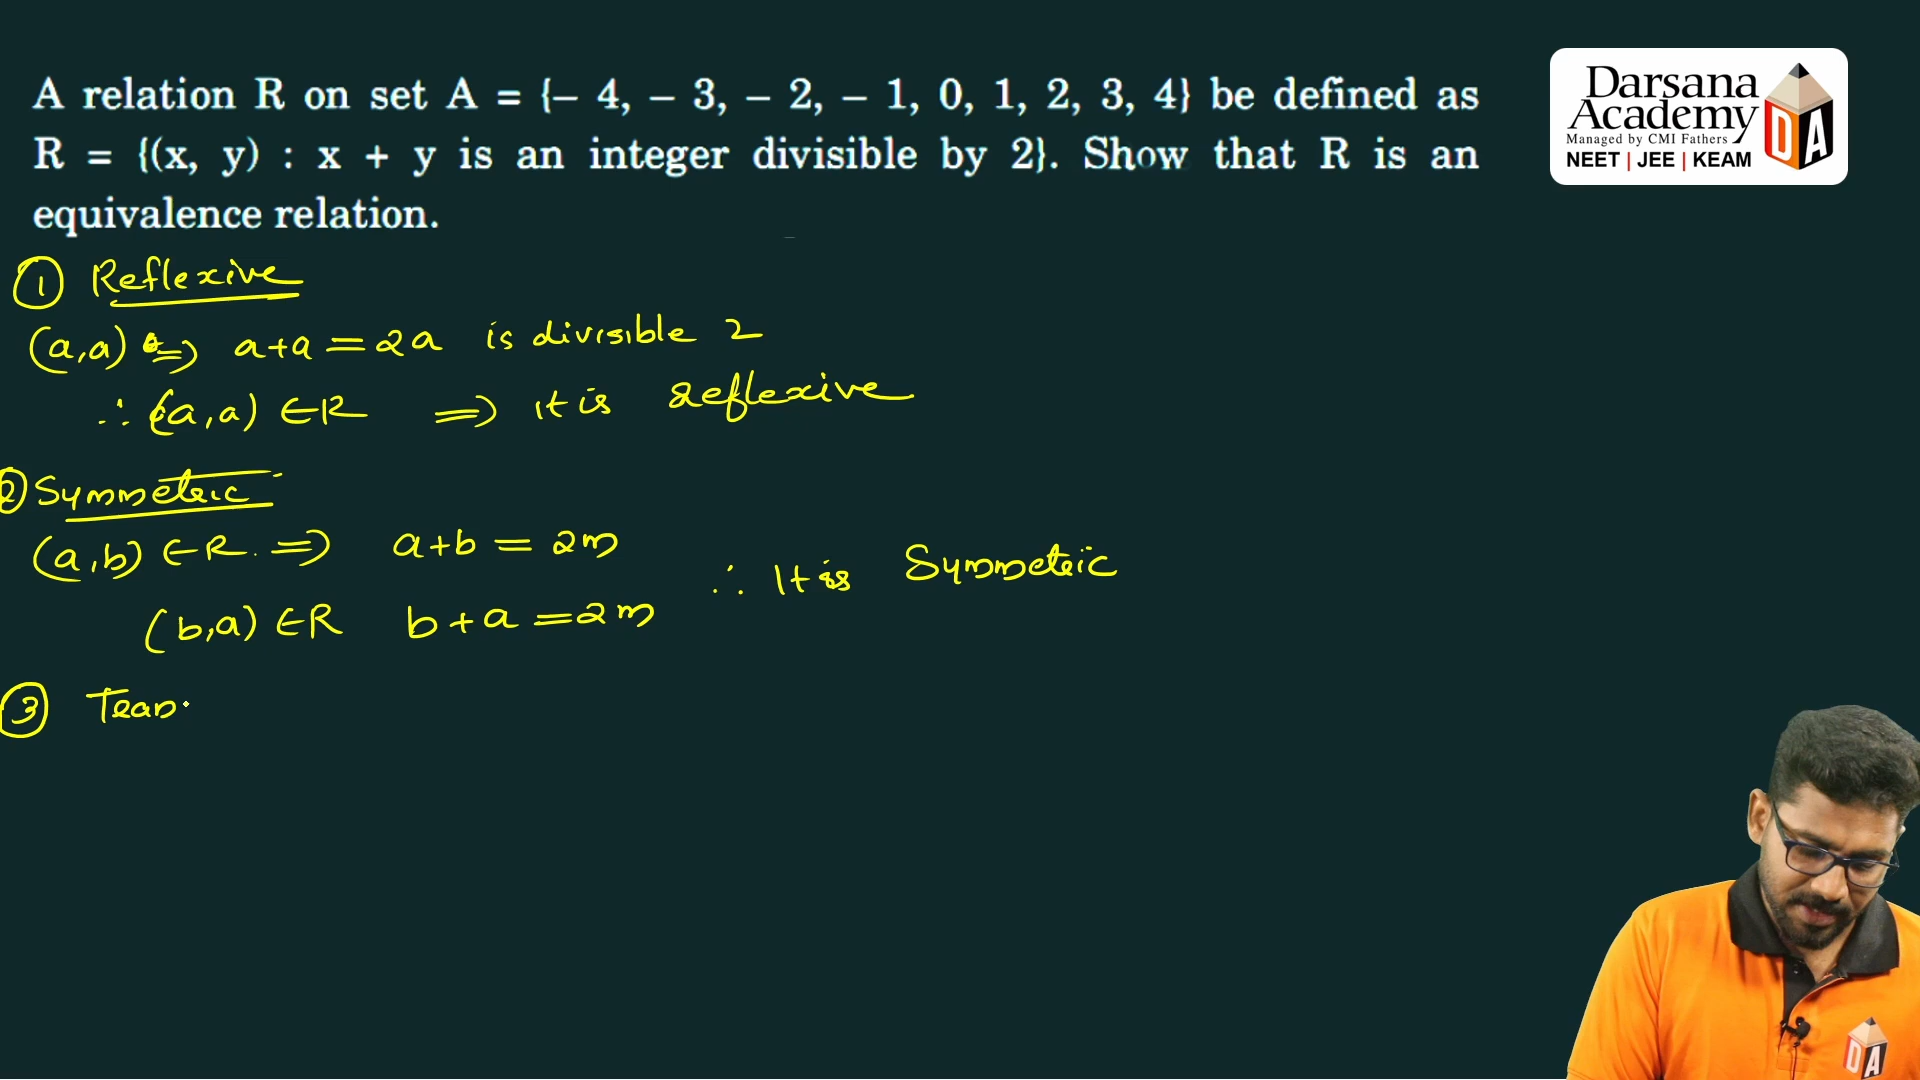 A relation R on set A = {– 4, – 3, – 2, – 1, 0, 1, 2, 3, 4} be defined as
R = {(x, y) : x + y is an integer divisible by 2}. Show that R is an
equivalence relation.
Darsana
Academy
Managed by CMI Fathers
NEET | JEE | KEAM
DA
① Reflexive
(a,a) => a+a = 2a is divisible 2
∴ (a,a) ∈R => it is reflexive
② Symmetric
(a,b) ∈R. => a+b = 2m
(b,a) ∈R b+a = 2m
∴ It is Symmetric
③ Tran
DA